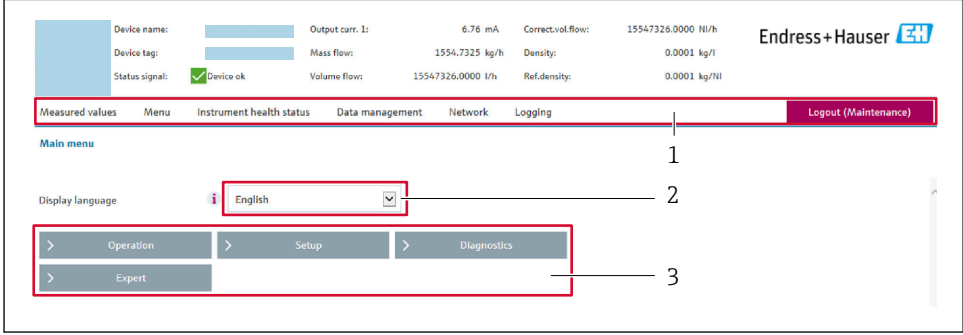 Device name: Output curr. 1: 6.76 mA Correct.vol.flow: 15547326.0000 Nl/h
Endress+Hauser EH
Device tag: Mass flow: 1554.7325 kg/h Density: 0.0001 kg/l
Status signal: Device ok Volume flow: 15547326.0000 l/h Ref.density: 0.0001 kg/Nl
Measured values Menu Instrument health status Data management Network Logging Logout (Maintenance)
Main menu
1
Display language i English 2
Operation Setup Diagnostics
Expert 3